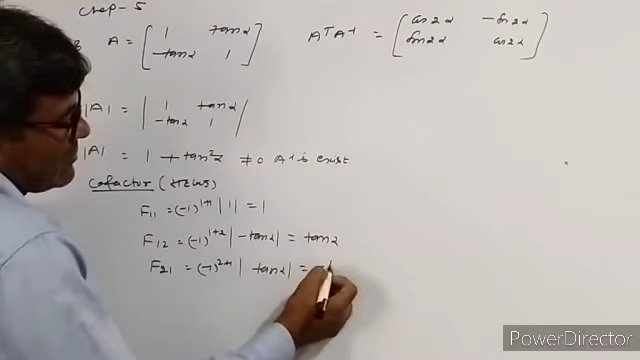 Chap-5
A = [ 1 tanα
-tanα 1 ]
AᵀA⁻¹ = [ cos2α -sin2α
sin2α cos2α ]
|A| = | 1 tanα
-tanα 1 |
|A| = 1 + tan²α ≠0 A⁻¹ is exist
Cofactor
F₁₁ = (-1)¹⁺¹ |1| = 1
F₁₂ = (-1)¹⁺² |-tanα| = tanα
F₂₁ = (-1)²⁺¹ | tanα| = -
PowerDirector